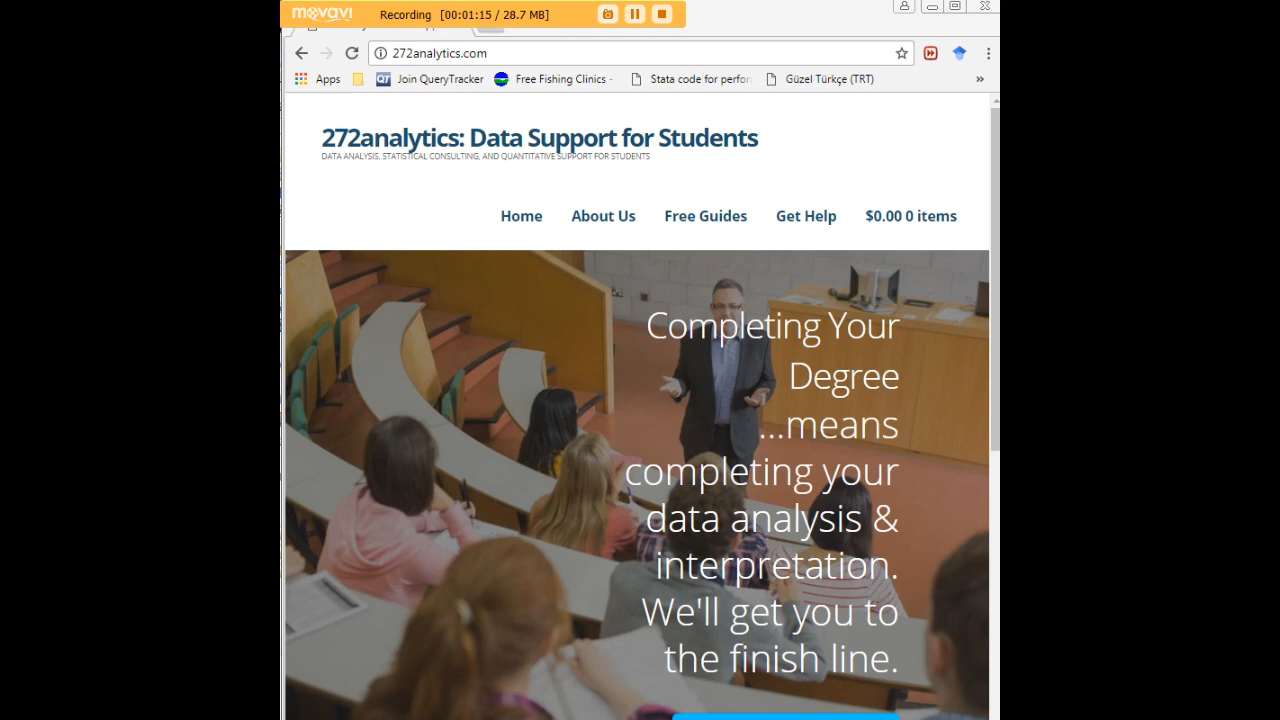 movavi
Recording [00:01:15 / 28.7 MB]
272analytics.com
Apps
QT Join QueryTracker
Free Fishing Clinics -
Stata code for perfor
Güzel Türkçe (TRT)
»
272analytics: Data Support for Students
DATA ANALYSIS, STATISTICAL CONSULTING, AND QUANTITATIVE SUPPORT FOR STUDENTS
Home
About Us
Free Guides
Get Help
$0.00 0 items
Completing Your
Degree
...means
completing your
data analysis &
interpretation.
We'll get you to
the finish line.